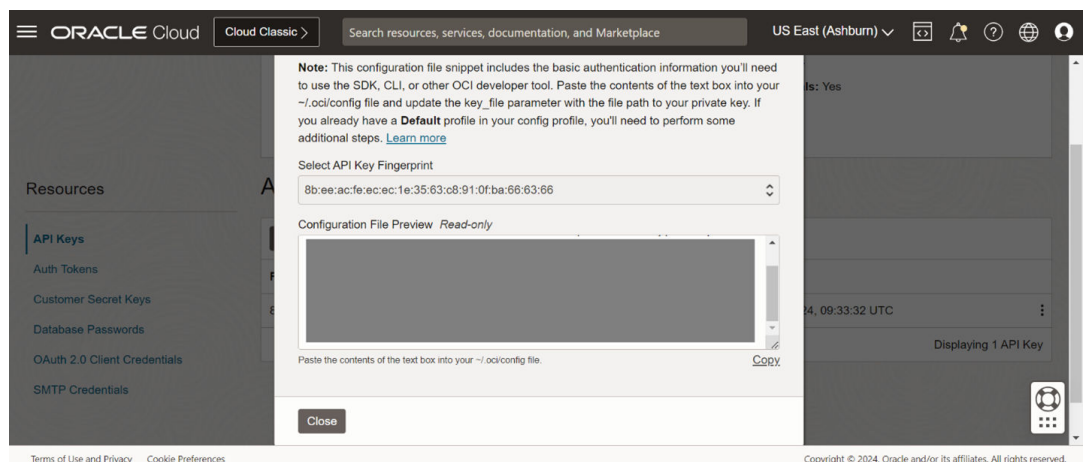 ORACLE Cloud
Cloud Classic >
Search resources, services, documentation, and Marketplace
US East (Ashburn)
Note: This configuration file snippet includes the basic authentication information you'll need
to use the SDK, CLI, or other OCI developer tool. Paste the contents of the text box into your
~/.oci/config file and update the key_file parameter with the file path to your private key. If
you already have a Default profile in your config profile, you'll need to perform some
additional steps. Learn more
Select API Key Fingerprint
8b:ee:ac:fe:ec:ec:1e:35:63:c8:91:0f:ba:66:63:66
Configuration File Preview Read-only
Paste the contents of the text box into your ~/.oci/config file.
Copy
Close
Resources
API Keys
Auth Tokens
Customer Secret Keys
Database Passwords
OAuth 2.0 Client Credentials
SMTP Credentials
ls: Yes
24, 09:33:32 UTC
Displaying 1 API Key
Terms of Use and Privacy
Cookie Preferences
Copyright © 2024, Oracle and/or its affiliates. All rights reserved.